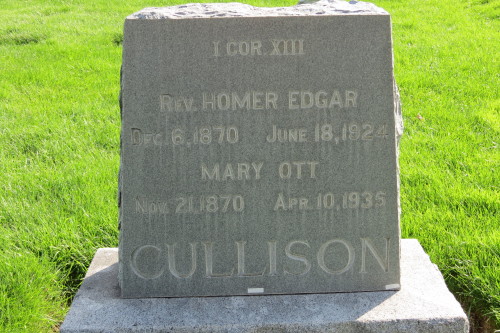 I COR. XIII
REV. HOMER EDGAR
DEC. 6, 1870 JUNE 18, 1924
MARY OTT
NOV. 21, 1870 APR. 10, 1935
CULLISON